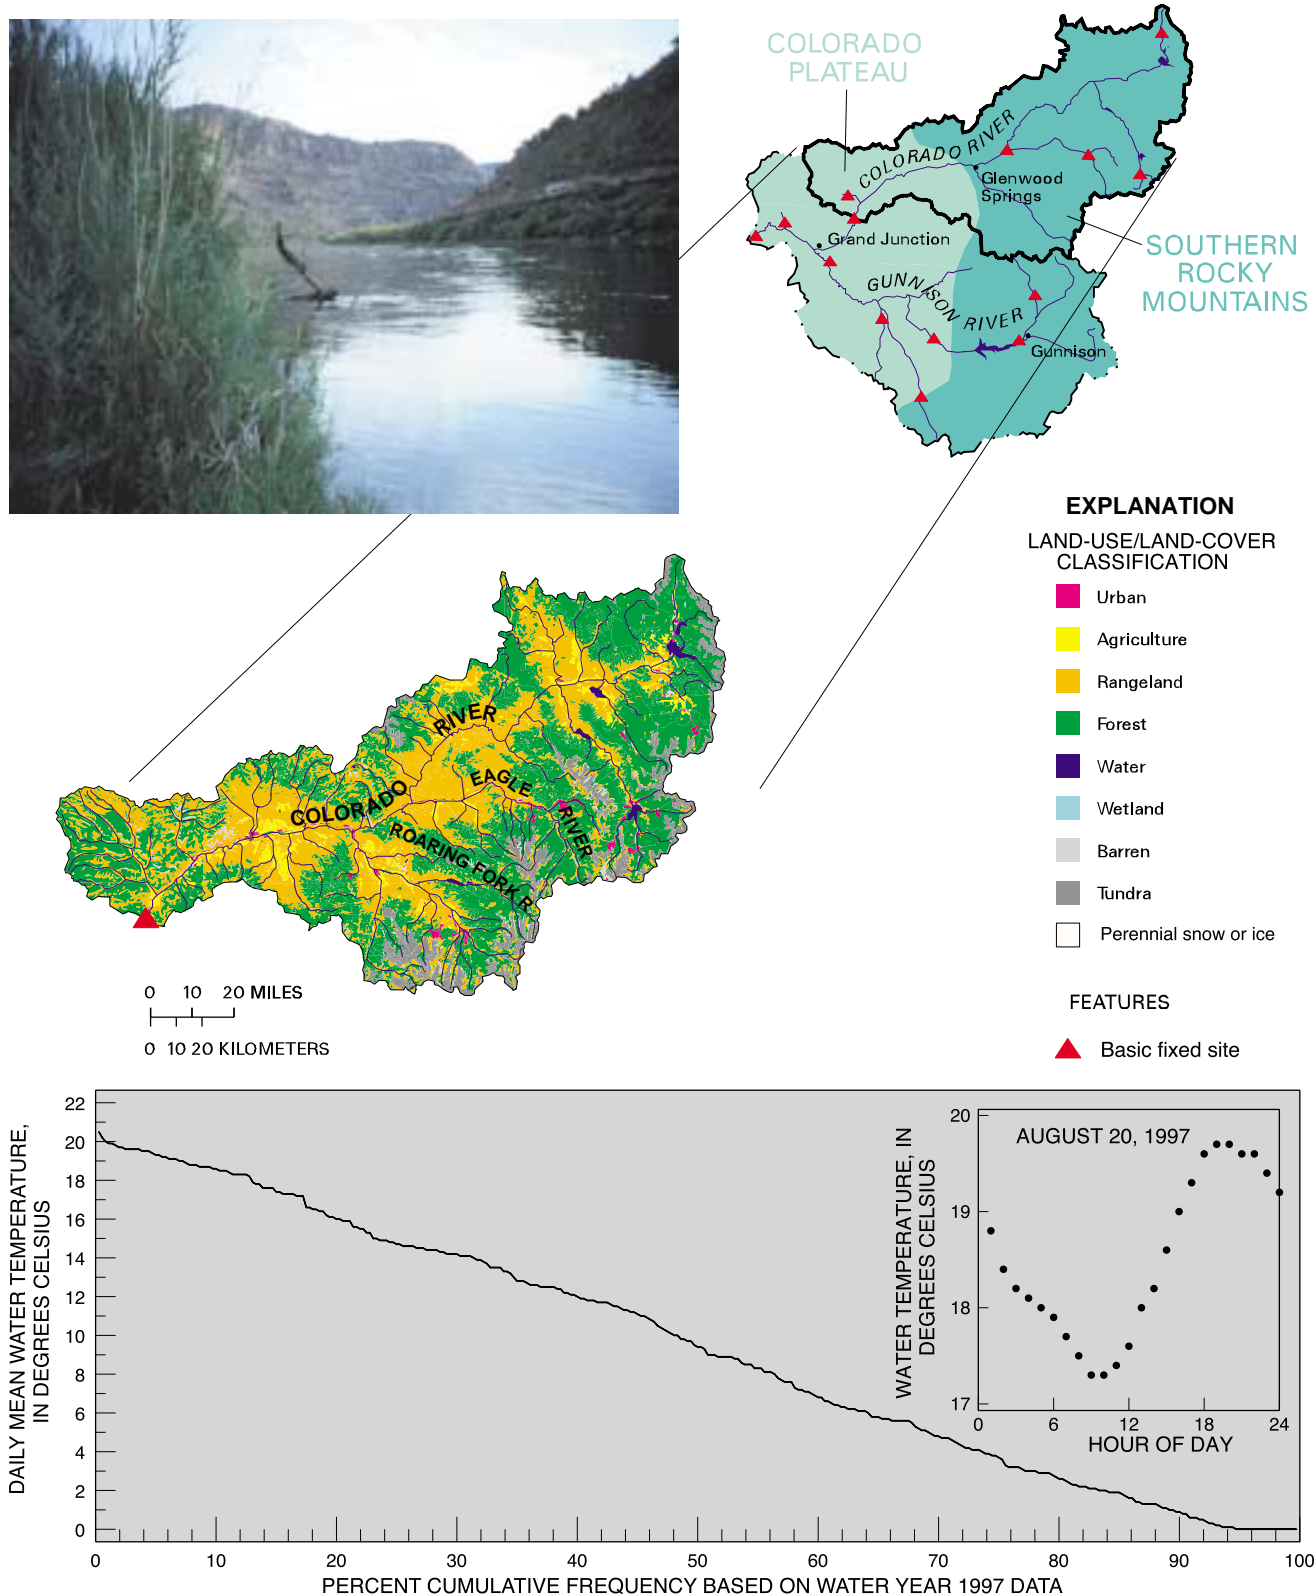 COLORADO
PLATEAU
COLORADO RIVER
Glenwood
Springs
Grand Junction
GUNNISON RIVER
Gunnison
SOUTHERN
ROCKY
MOUNTAINS
EXPLANATION
LAND-USE/LAND-COVER
CLASSIFICATION
Urban
Agriculture
Rangeland
Forest
Water
Wetland
Barren
Tundra
Perennial snow or ice
FEATURES
Basic fixed site
COLORADO RIVER
EAGLE RIVER
ROARING FORK R
0 10 20 MILES
0 10 20 KILOMETERS
DAILY MEAN WATER TEMPERATURE,
IN DEGREES CELSIUS
22
20
18
16
14
12
10
8
6
4
2
0
0 10 20 30 40 50 60 70 80 90 100
PERCENT CUMULATIVE FREQUENCY BASED ON WATER YEAR 1997 DATA
AUGUST 20, 1997
WATER TEMPERATURE, IN
DEGREES CELSIUS
20
19
18
17
0 6 12 18 24
HOUR OF DAY